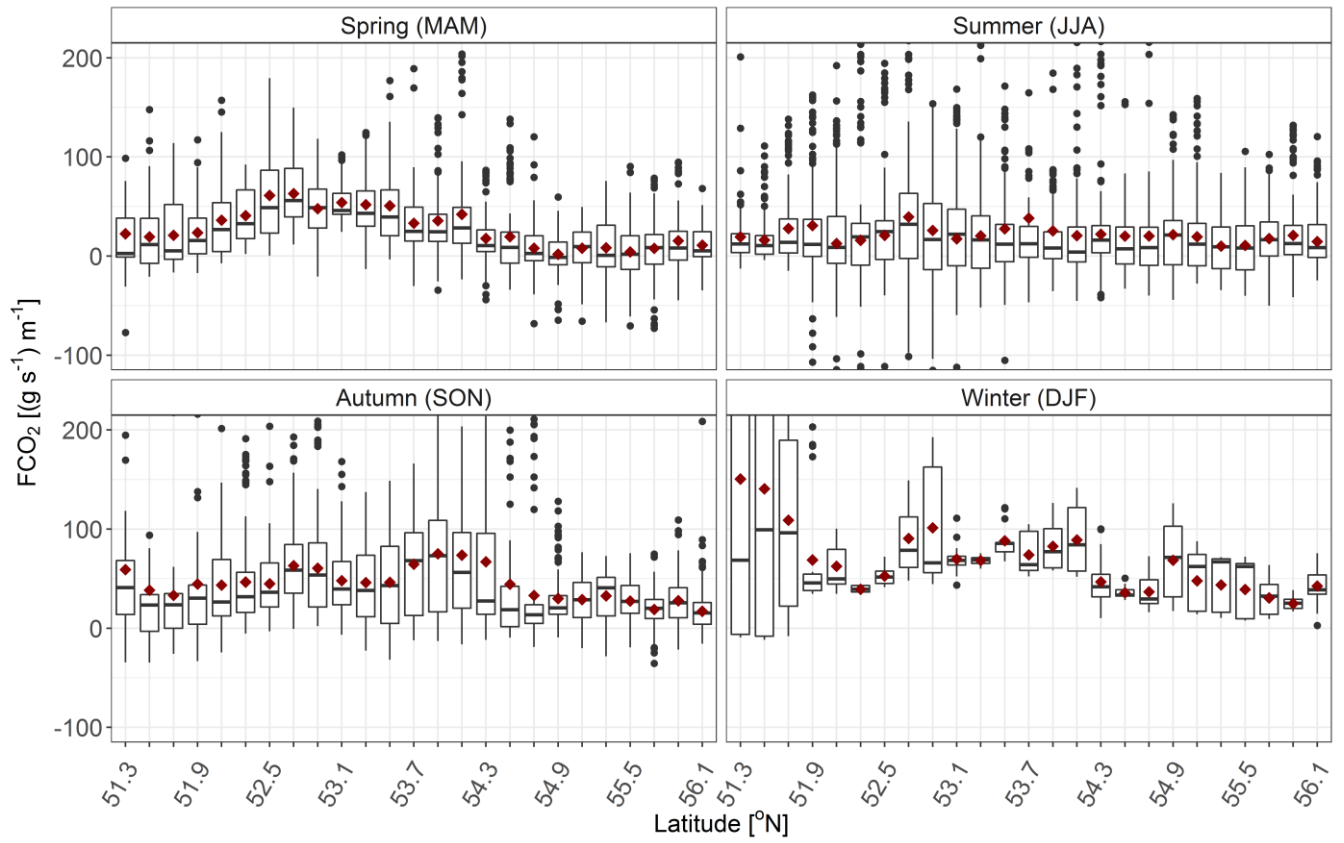 Spring (MAM)
Summer (JJA)
200
100
0
-100
Autumn (SON)
Winter (DJF)
200
100
0
-100
FCO₂ [(g s⁻¹) m⁻¹]
51.3 51.9 52.5 53.1 53.7 54.3 54.9 55.5 56.1
51.3 51.9 52.5 53.1 53.7 54.3 54.9 55.5 56.1
Latitude [°N]